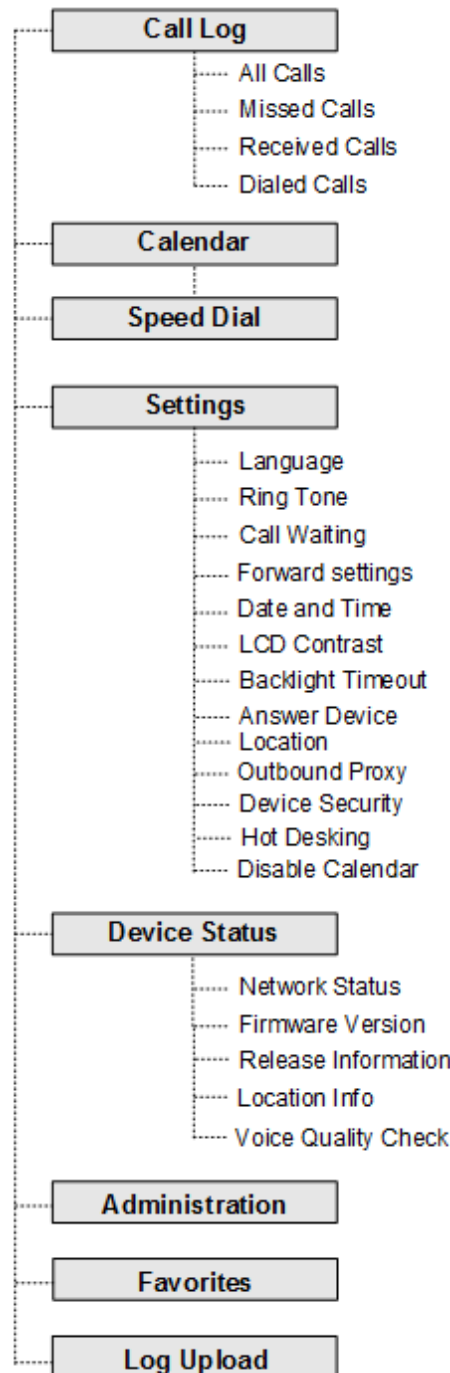 Call Log
All Calls
Missed Calls
Received Calls
Dialed Calls
Calendar
Speed Dial
Settings
Language
Ring Tone
Call Waiting
Forward settings
Date and Time
LCD Contrast
Backlight Timeout
Answer Device
Location
Outbound Proxy
Device Security
Hot Desking
Disable Calendar
Device Status
Network Status
Firmware Version
Release Information
Location Info
Voice Quality Check
Administration
Favorites
Log Upload